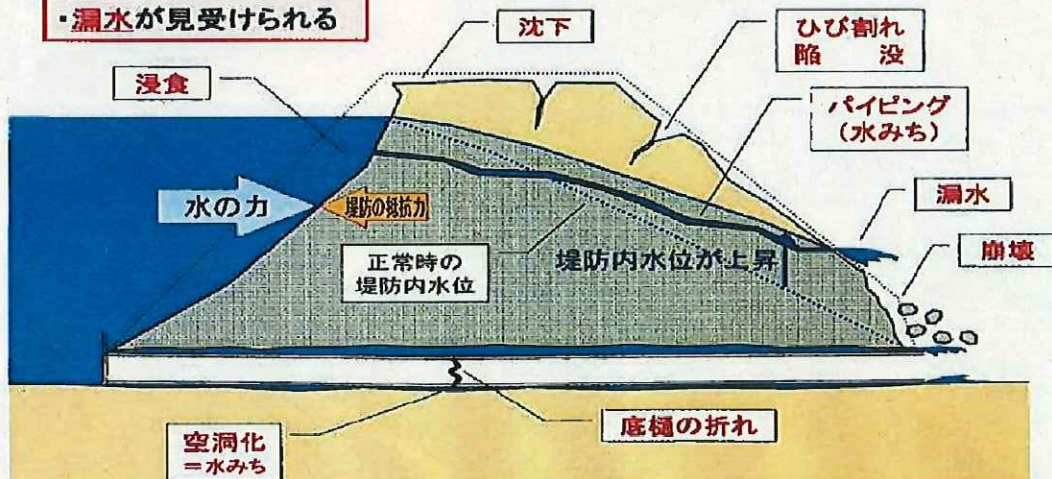 ・漏水が見受けられる
沈下
ひび割れ
陥 没
浸食
パイピング
(水みち)
水の力
堤防の抵抗力
漏水
正常時の
堤防内水位
堤防内水位が上昇
崩壊
底樋の折れ
空洞化
=水みち